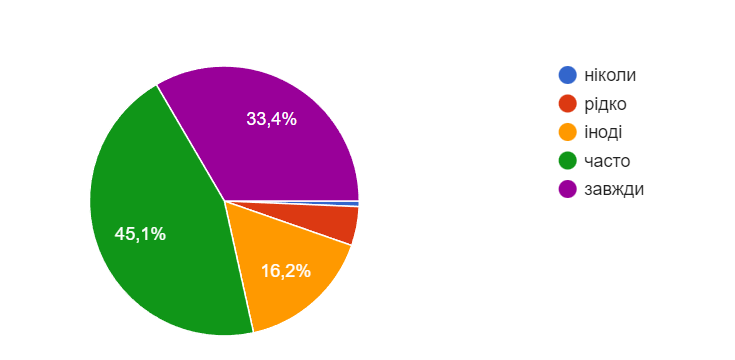 33,4%
45,1%
16,2%
ніколи
рідко
іноді
часто
завжди